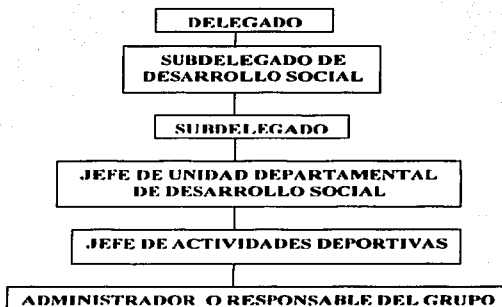 DELEGADO
SUBDELEGADO DE
DESARROLLO SOCIAL
SUBDELEGADO
JEFE DE UNIDAD DEPARTAMENTAL
DE DESARROLLO SOCIAL
JEFE DE ACTIVIDADES DEPORTIVAS
ADMINISTRADOR O RESPONSABLE DEL GRUPO